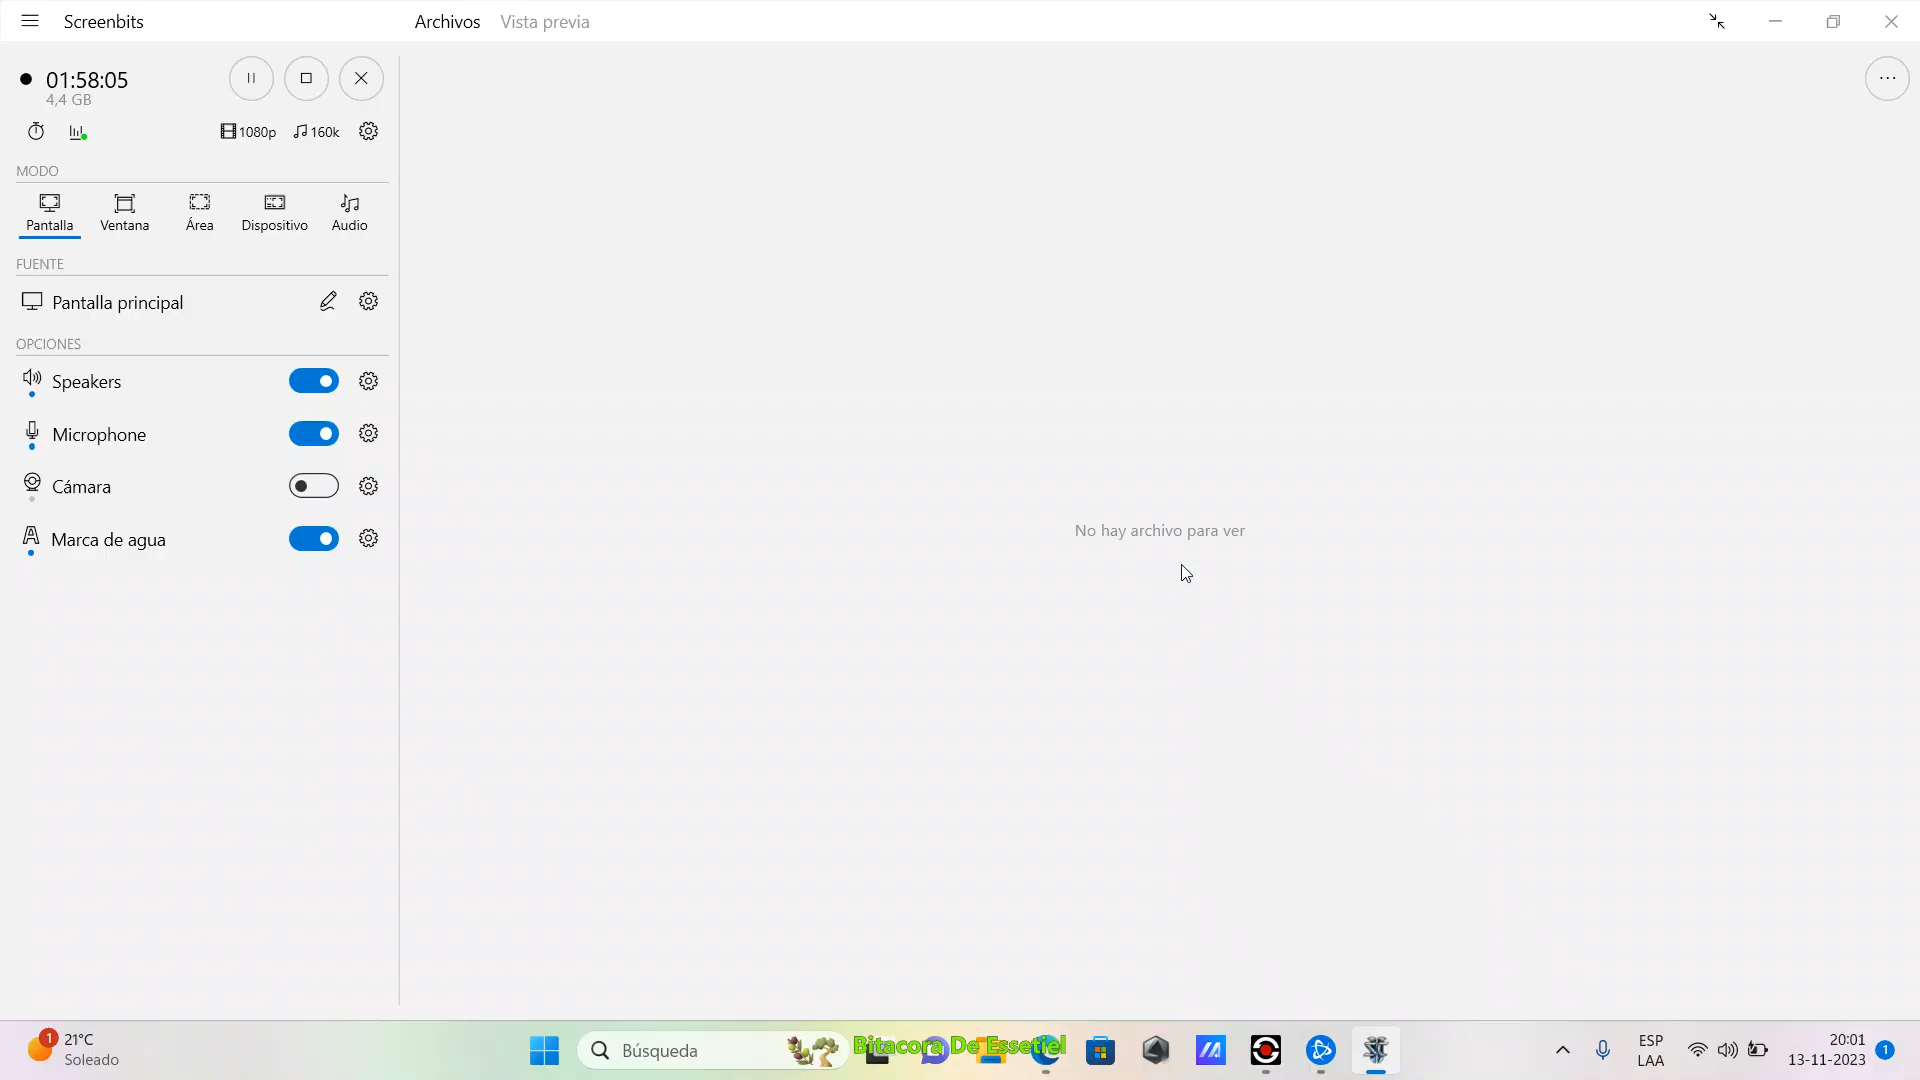 Screenbits
Archivos
Vista previa
01:58:05
4,4 GB
1080p
160k
MODO
Pantalla
Ventana
Área
Dispositivo
Audio
FUENTE
Pantalla principal
OPCIONES
Speakers
Microphone
Cámara
Marca de agua
No hay archivo para ver
1
21°C
Soleado
Búsqueda
Bitacora De Essetiel
ESP
LAA
20:01
13-11-2023
1